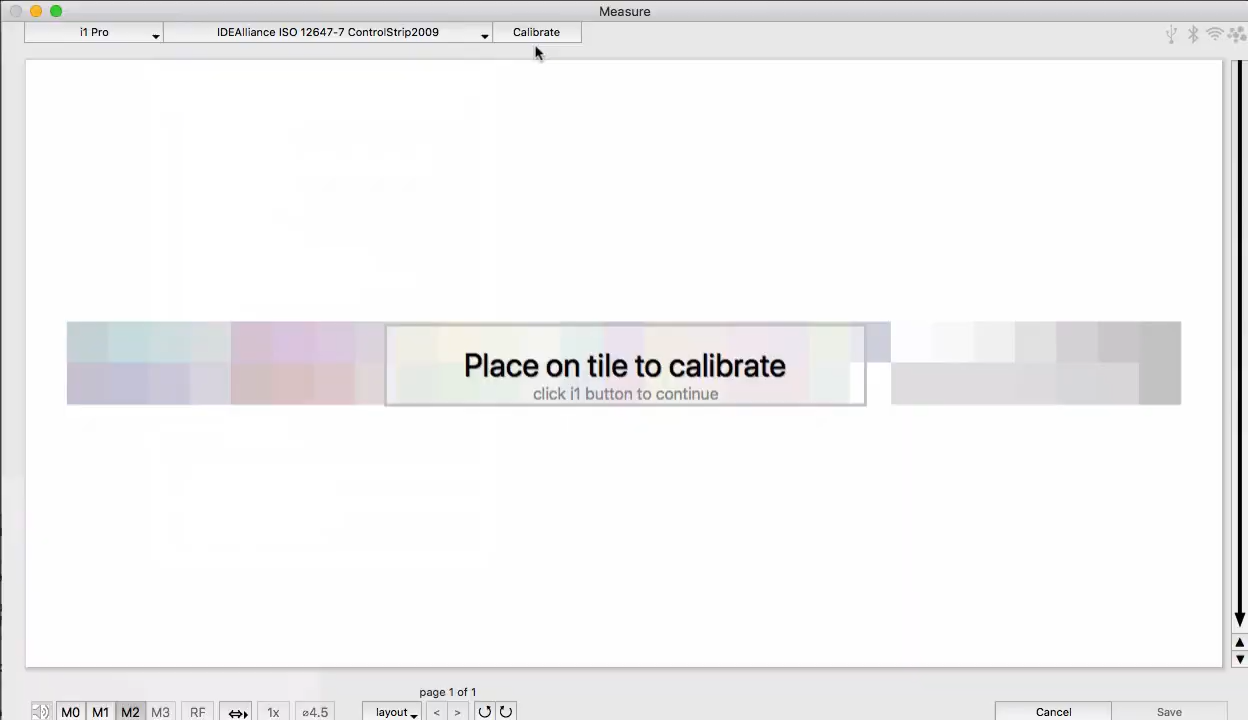 Measure
i1 Pro
IDEAlliance ISO 12647-7 ControlStrip2009
Calibrate
Place on tile to calibrate
click i1 button to continue
page 1 of 1
M0 M1 M2 M3 RF 1x ⌀4.5 layout < > Cancel Save